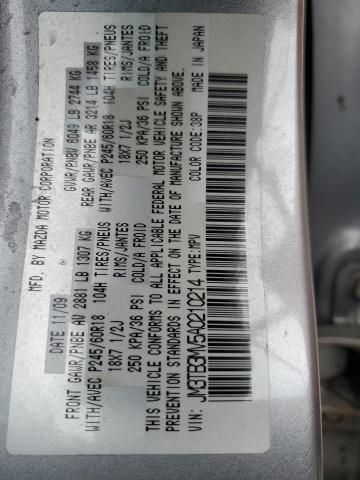 MFD. BY MAZDA MOTOR CORPORATION
DATE 11/09 GVWR/PNBV 6049 LB 2744 KG
FRONT GAWR/PNBE AV 2881 LB 1307 KG REAR GAWR/PNBE AR 3214 LB 1458 KG
WITH/AVEC P245/60R18 104H TIRES/PNEUS WITH/AVEC P245/60R18 104H TIRES/PNEUS
18X7 1/2J RIMS/JANTES 18X7 1/2J RIMS/JANTES
250 KPA/36 PSI COLD/A FROID 250 KPA/36 PSI COLD/A FROID
THIS VEHICLE CONFORMS TO ALL APPLICABLE FEDERAL MOTOR VEHICLE SAFETY AND THEFT
PREVENTION STANDARDS IN EFFECT ON THE DATE OF MANUFACTURE SHOWN ABOVE.
VIN: JM3TB3MV5A0210214 TYPE:MPV COLOR CODE:38P MADE IN JAPAN